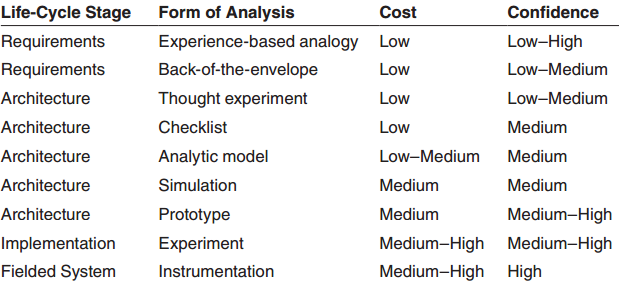 Life-Cycle Stage Form of Analysis Cost Confidence
Requirements Experience-based analogy Low Low–High
Requirements Back-of-the-envelope Low Low–Medium
Architecture Thought experiment Low Low–Medium
Architecture Checklist Low Medium
Architecture Analytic model Low–Medium Medium
Architecture Simulation Medium Medium
Architecture Prototype Medium Medium–High
Implementation Experiment Medium–High Medium–High
Fielded System Instrumentation Medium–High High